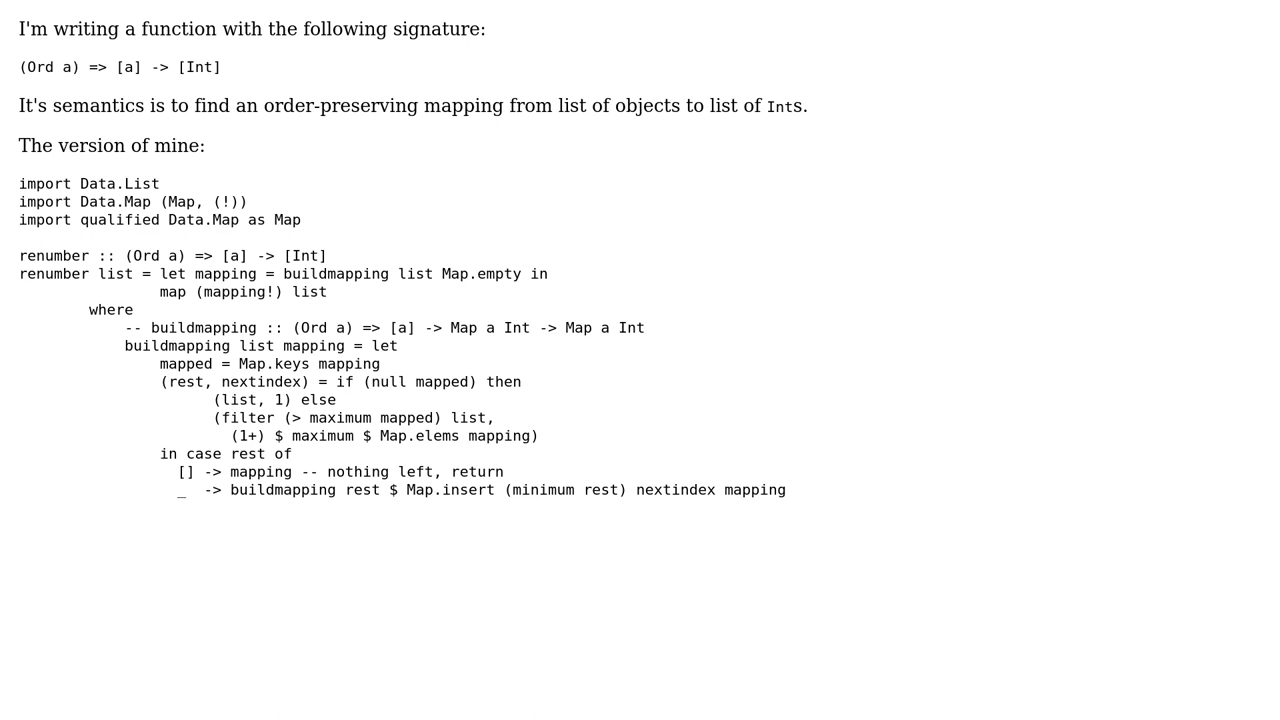 I'm writing a function with the following signature:
(Ord a) => [a] -> [Int]
It's semantics is to find an order-preserving mapping from list of objects to list of Ints.
The version of mine:
import Data.List
import Data.Map (Map, (!))
import qualified Data.Map as Map

renumber :: (Ord a) => [a] -> [Int]
renumber list = let mapping = buildmapping list Map.empty in
                map (mapping!) list
        where
            -- buildmapping :: (Ord a) => [a] -> Map a Int -> Map a Int
            buildmapping list mapping = let
                mapped = Map.keys mapping
                (rest, nextindex) = if (null mapped) then
                      (list, 1) else
                      (filter (> maximum mapped) list,
                        (1+) $ maximum $ Map.elems mapping)
                in case rest of
                  [] -> mapping -- nothing left, return
                  _  -> buildmapping rest $ Map.insert (minimum rest) nextindex mapping